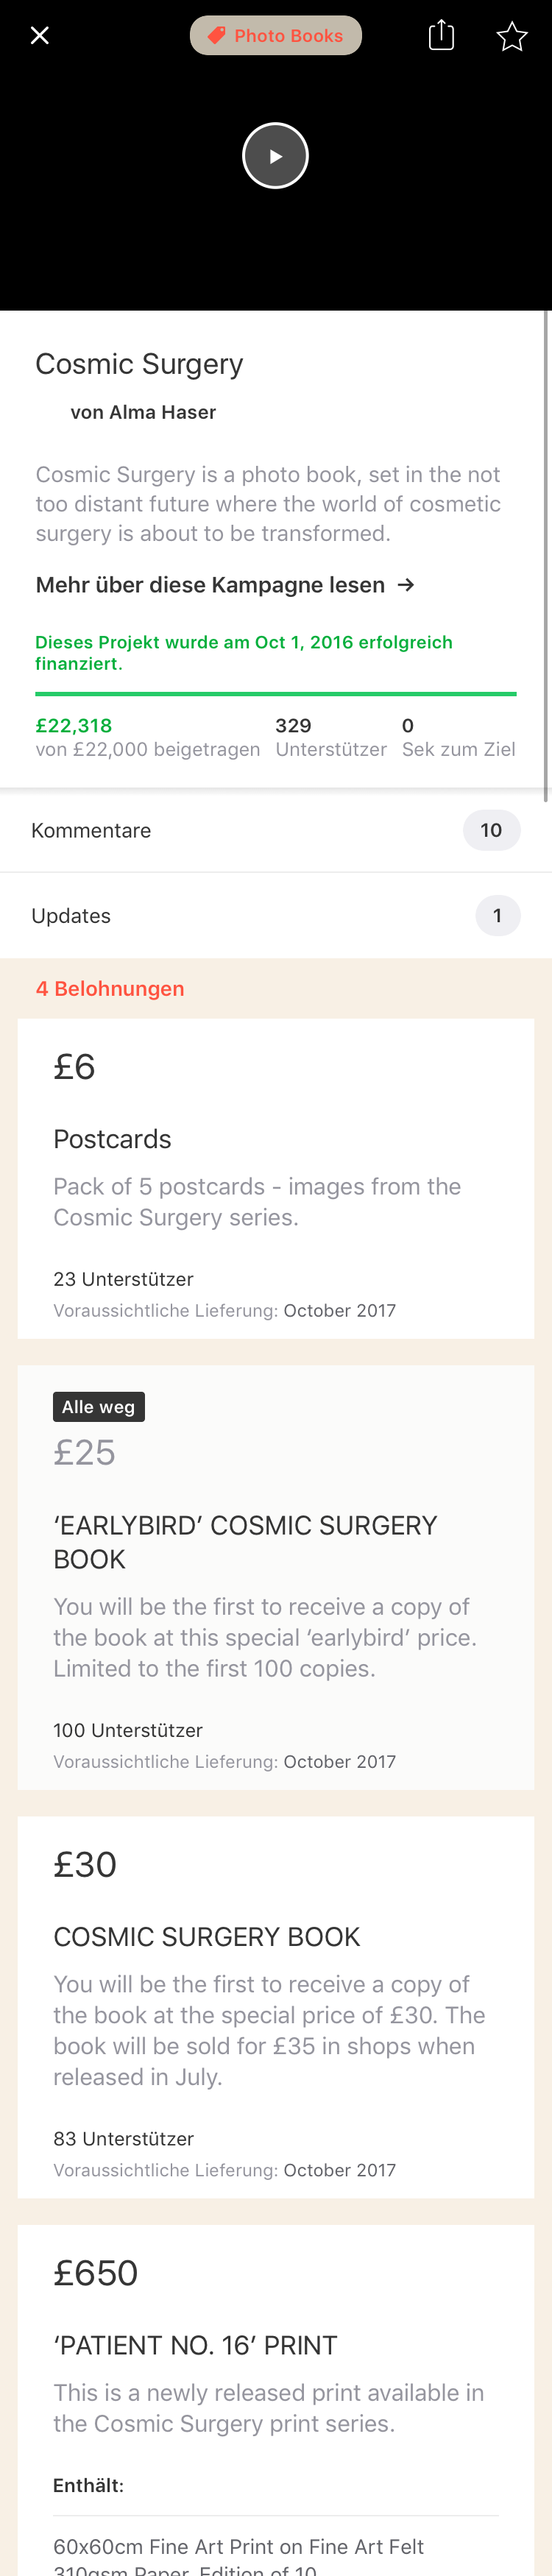 Photo Books
Cosmic Surgery
von Alma Haser
Cosmic Surgery is a photo book, set in the not
too distant future where the world of cosmetic
surgery is about to be transformed.
Mehr über diese Kampagne lesen →
Dieses Projekt wurde am Oct 1, 2016 erfolgreich
finanziert.
£22,318 329 0
von £22,000 beigetragen Unterstützer Sek zum Ziel
Kommentare 10
Updates 1
4 Belohnungen
£6
Postcards
Pack of 5 postcards - images from the
Cosmic Surgery series.
23 Unterstützer
Voraussichtliche Lieferung: October 2017
Alle weg
£25
‘EARLYBIRD’ COSMIC SURGERY
BOOK
You will be the first to receive a copy of
the book at this special ‘earlybird’ price.
Limited to the first 100 copies.
100 Unterstützer
Voraussichtliche Lieferung: October 2017
£30
COSMIC SURGERY BOOK
You will be the first to receive a copy of
the book at the special price of £30. The
book will be sold for £35 in shops when
released in July.
83 Unterstützer
Voraussichtliche Lieferung: October 2017
£650
‘PATIENT NO. 16’ PRINT
This is a newly released print available in
the Cosmic Surgery print series.
Enthält:
60x60cm Fine Art Print on Fine Art Felt
310gsm Paper. Edition of 10